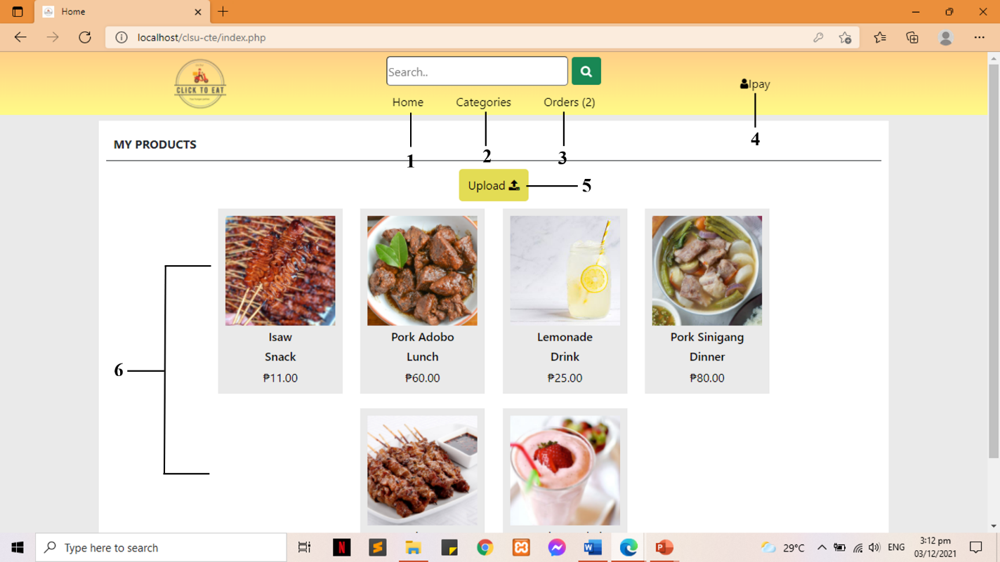 Home
localhost/clsu-cte/index.php
CLICK TO EAT
Search..
Home Categories Orders (2)
Ipay
1 2 3 4
MY PRODUCTS
Upload
5
6
Isaw
Snack
₱11.00
Pork Adobo
Lunch
₱60.00
Lemonade
Drink
₱25.00
Pork Sinigang
Dinner
₱80.00
Type here to search
29°C
ENG
3:12 pm
03/12/2021